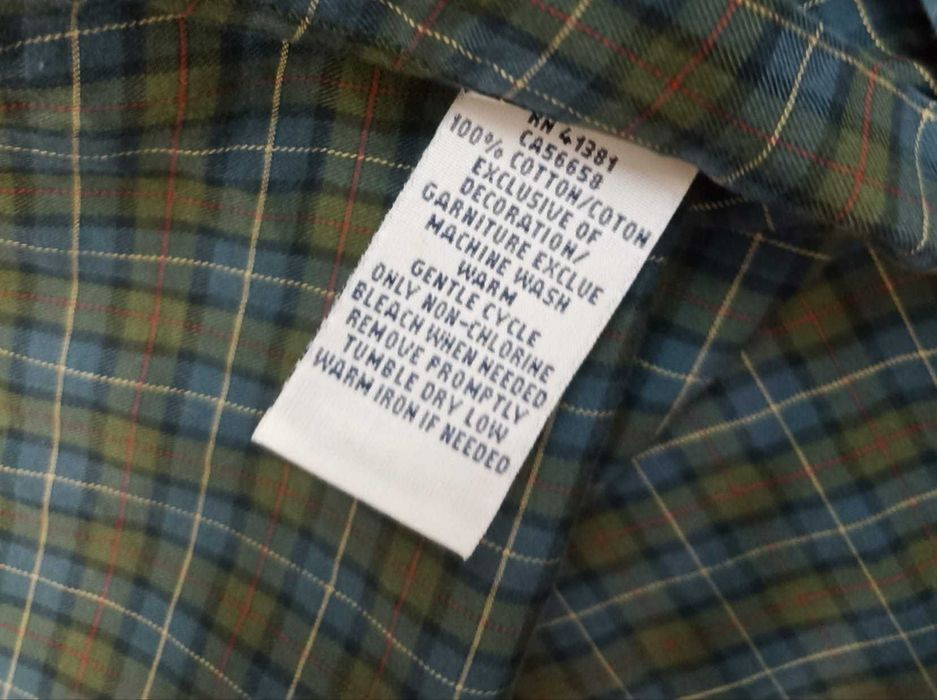 RN 41381
CA56658
100% COTTON/COTON
EXCLUSIVE OF
DECORATION/
GARNITURE EXCLUE
MACHINE WASH
WARM
GENTLE CYCLE
ONLY NON-CHLORINE
BLEACH WHEN NEEDED
REMOVE PROMPTLY
TUMBLE DRY LOW
WARM IRON IF NEEDED